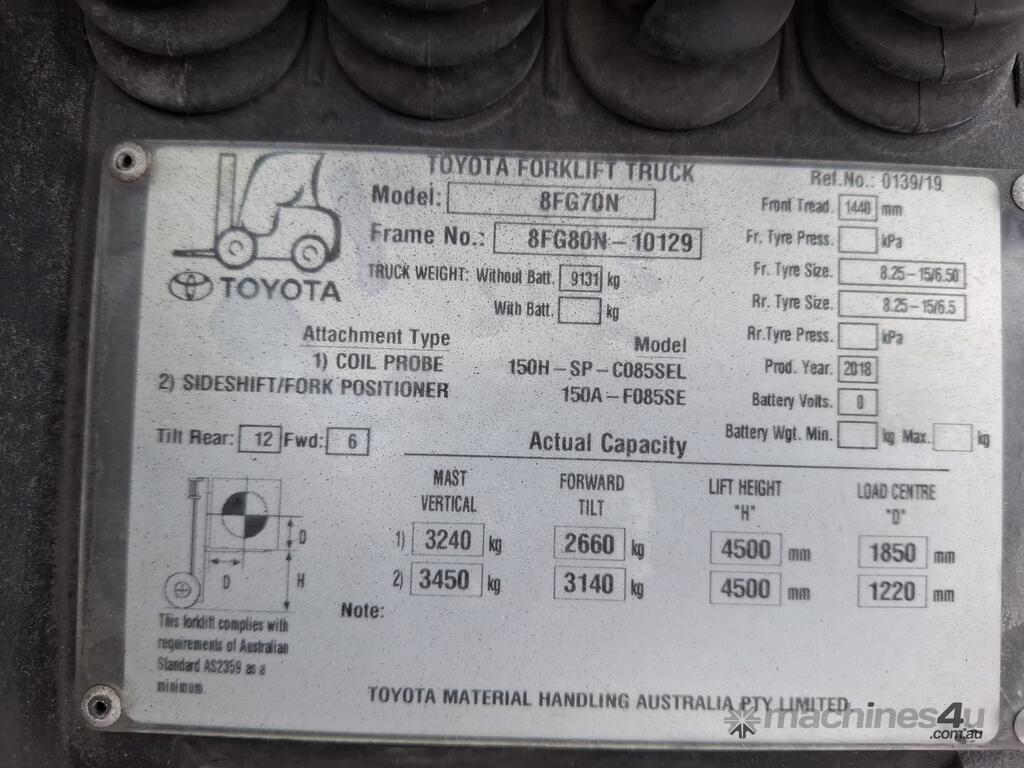 TOYOTA FORKLIFT TRUCK
Ref.No.: 0139/19
Model: 8FG70N
Frame No.: 8FG80N-10129
TRUCK WEIGHT: Without Batt. 9131 kg
With Batt. kg
TOYOTA
Front Tread. 1440 mm
Fr. Tyre Press. kPa
Fr. Tyre Size. 8.25-15/6.50
Rr. Tyre Size. 8.25-15/6.5
Rr.Tyre Press. kPa
Prod. Year. 2018
Battery Volts. 0
Battery Wgt. Min. kg Max. kg
Attachment Type Model
1) COIL PROBE 150H-SP-C085SEL
2) SIDESHIFT/FORK POSITIONER 150A-F085SE
Tilt Rear: 12 Fwd: 6
Actual Capacity
MAST VERTICAL FORWARD TILT LIFT HEIGHT "H" LOAD CENTRE "D"
1) 3240 kg 2660 kg 4500 mm 1850 mm
2) 3450 kg 3140 kg 4500 mm 1220 mm
D
D
H
Note:
This forklift complies with
requirements of Australian
Standard AS2359 as a
minimum.
TOYOTA MATERIAL HANDLING AUSTRALIA PTY LIMITED
machines4u
.com.au